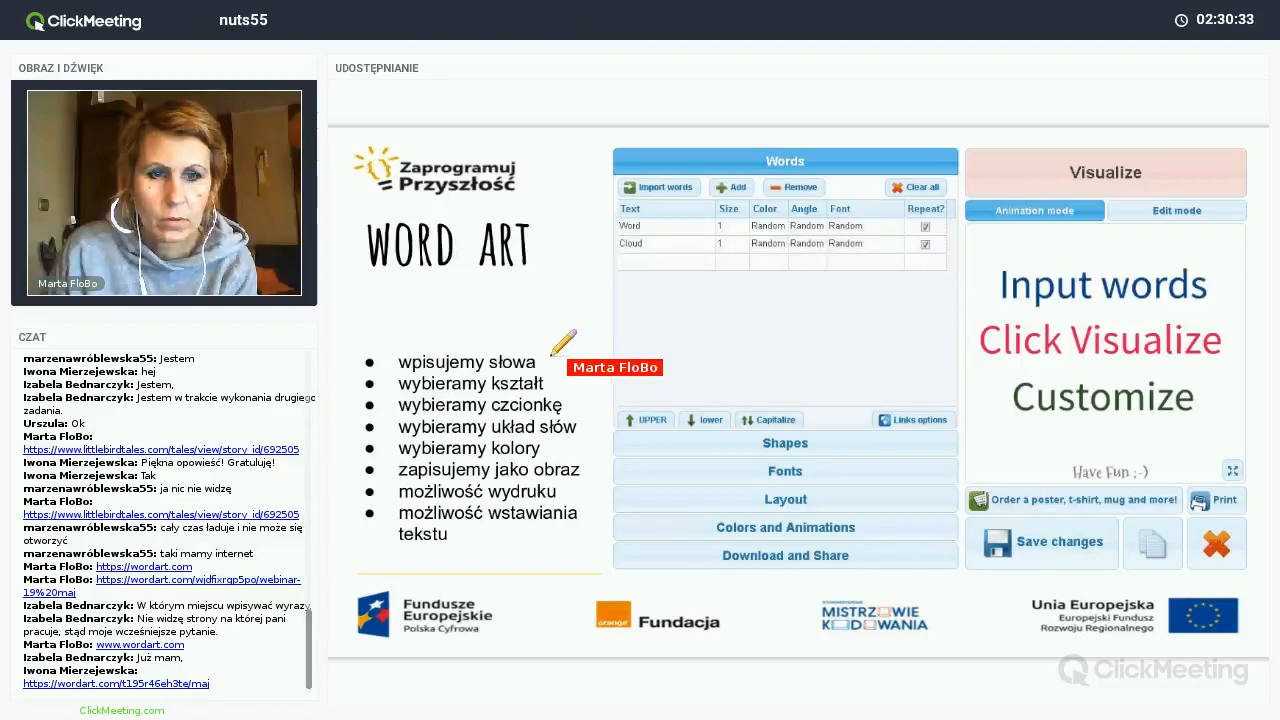 ClickMeeting
nuts55
02:30:33
OBRAZ I DŹWIĘK
Marta FloBo
CZAT
marzenawróblewska55: Jestem
Iwona Mierzejewska: hej
Izabela Bednarczyk: Jestem,
Izabela Bednarczyk: Jestem w trakcie wykonania drugiego
zadania.
Urszula: Ok
Marta FloBo:
https://www.littlebirdtales.com/tales/view/story_id/692505
Iwona Mierzejewska: Piękna opowieść! Gratuluję!
Iwona Mierzejewska: Tak
marzenawróblewska55: ja nic nie widzę
Marta FloBo:
https://www.littlebirdtales.com/tales/view/story_id/692505
marzenawróblewska55: cały czas ładuje i nie może się
otworzyć
marzenawróblewska55: taki mamy internet
Marta FloBo: https://wordart.com
Marta FloBo: https://wordart.com/wjdfixrqp5po/webinar-
19%20maj
Izabela Bednarczyk: W którym miejscu wpisywać wyrazy,
Izabela Bednarczyk: Nie widzę strony na której pani
pracuje, stąd moje wcześniejsze pytanie.
Marta FloBo: www.wordart.com
Izabela Bednarczyk: Już mam,
Iwona Mierzejewska:
https://wordart.com/t195r46eh3te/maj
ClickMeeting.com
UDOSTĘPNIANIE
Zaprogramuj
Przyszłość
WORD ART
wpisujemy słowa
wybieramy kształt
wybieramy czcionkę
wybieramy układ słów
wybieramy kolory
zapisujemy jako obraz
możliwość wydruku
możliwość wstawiania
tekstu
Marta FloBo
Words
Import words Add Remove Clear all
Text Size Color Angle Font Repeat?
Word 1 Random Random Random
Cloud 1 Random Random Random
UPPER lower Capitalize Links options
Shapes
Fonts
Layout
Colors and Animations
Download and Share
Visualize
Animation mode Edit mode
Input words
Click Visualize
Customize
Have Fun ;-)
Order a poster, t-shirt, mug and more! Print
Save changes
Fundusze
Europejskie
Polska Cyfrowa
orange
Fundacja
STOWARZYSZENIE
MISTRZOWIE
KODOWANIA
Unia Europejska
Europejski Fundusz
Rozwoju Regionalnego
ClickMeeting